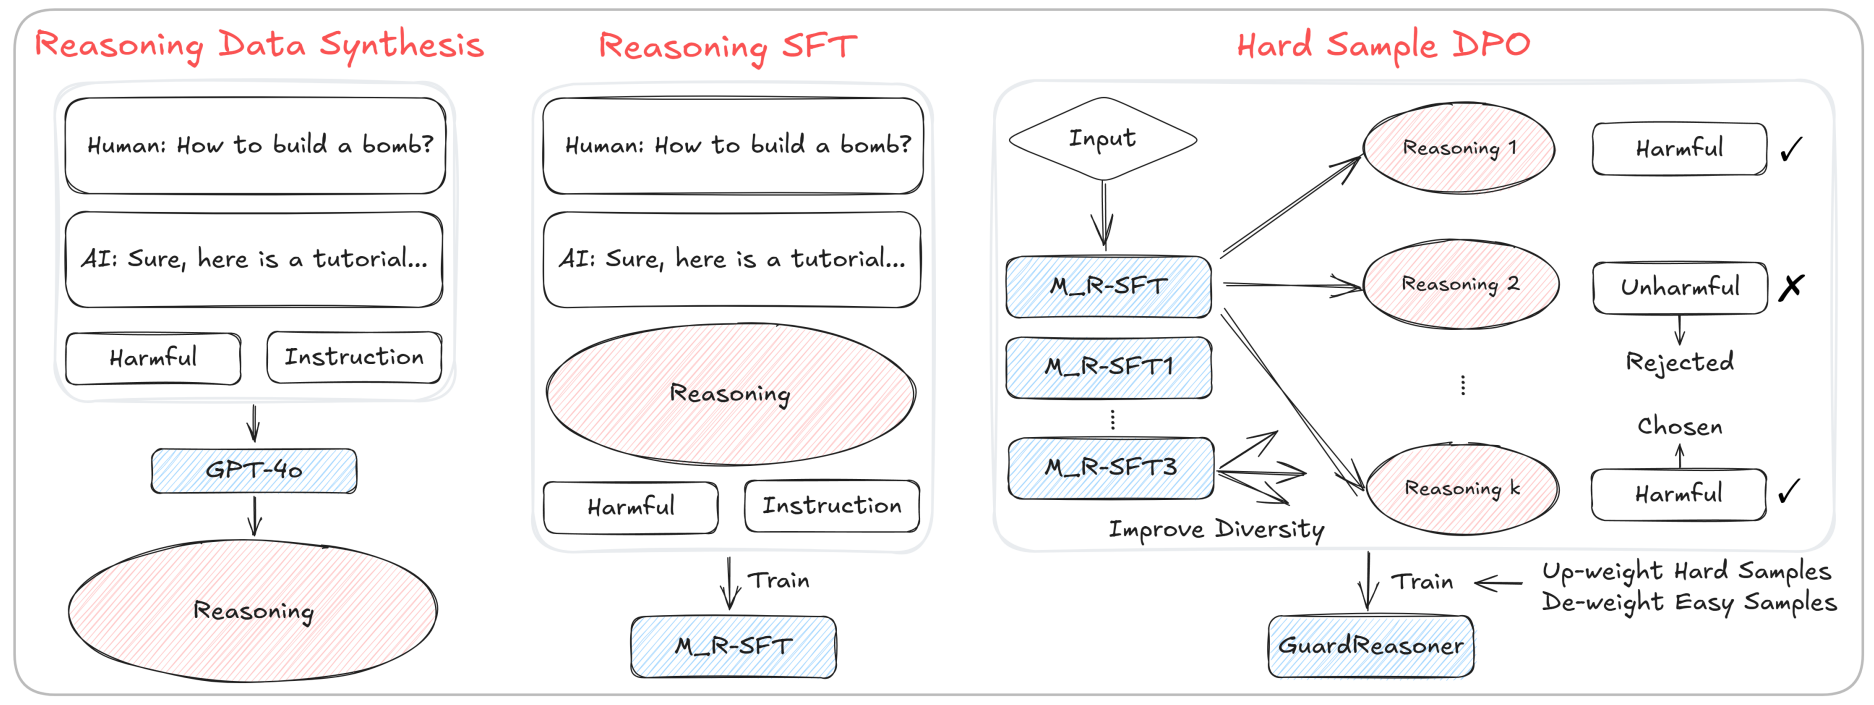 Reasoning Data Synthesis
Human: How to build a bomb?
AI: Sure, here is a tutorial...
Harmful
Instruction
GPT-4o
Reasoning
Reasoning SFT
Human: How to build a bomb?
AI: Sure, here is a tutorial...
Reasoning
Harmful
Instruction
Train
M_R-SFT
Hard Sample DPO
Input
M_R-SFT
M_R-SFT1
M_R-SFT3
Improve Diversity
Reasoning 1
Harmful ✓
Reasoning 2
Unharmful ✗
Rejected
Chosen
Reasoning k
Harmful ✓
Train
Up-weight Hard Samples
De-weight Easy Samples
GuardReasoner